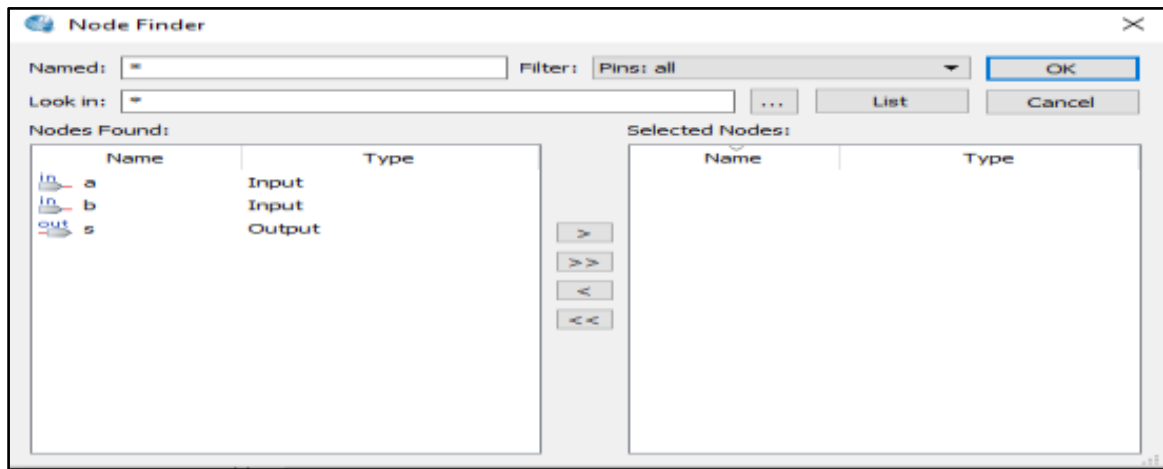 Node Finder
Named: * Filter: Pins: all OK
Look in: * ... List Cancel
Nodes Found: Selected Nodes:
Name Type Name Type
in a Input
in b Input
out s Output
>
>>
<
<<